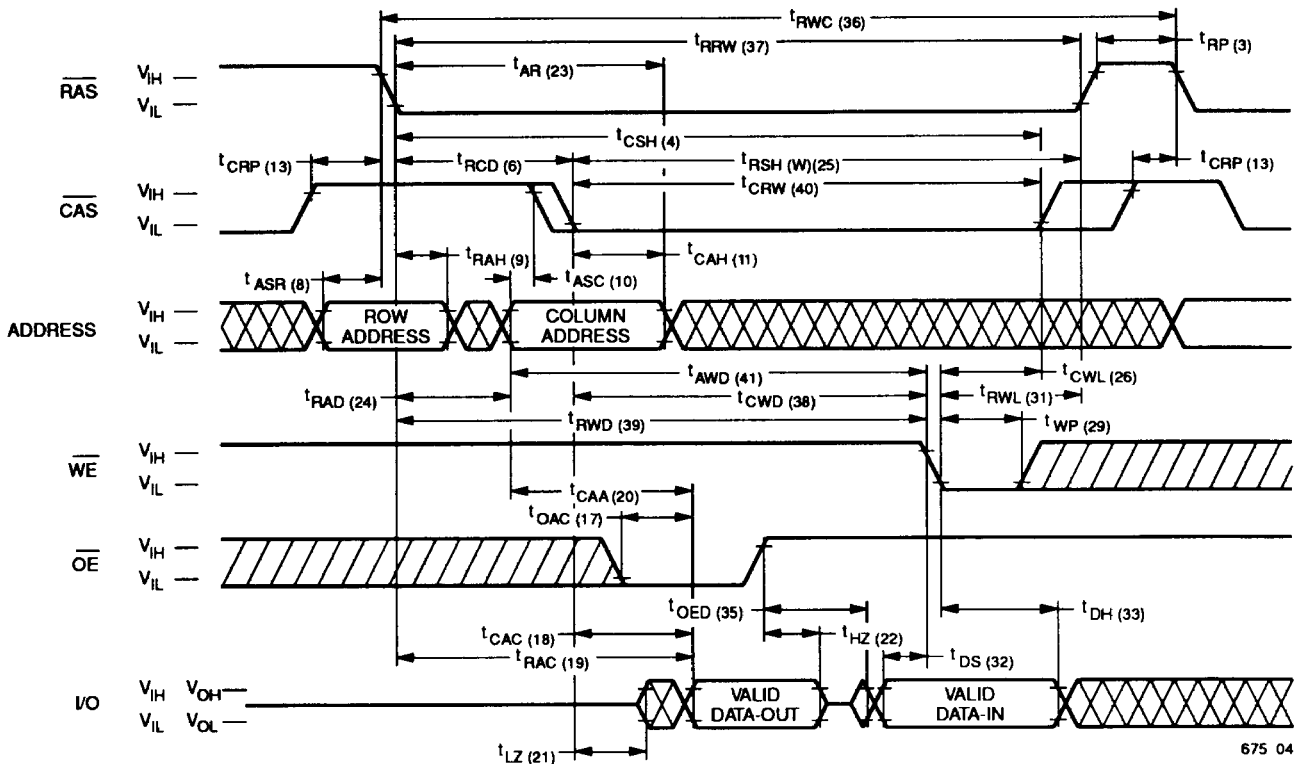 tRWC (36)
tRRW (37)
tRP (3)
tAR (23)
RAS
VIH
VIL
tCSH (4)
tCRP (13)
tRCD (6)
tRSH (W)(25)
tCRP (13)
tCRW (40)
CAS
VIH
VIL
tRAH (9)
tCAH (11)
tASR (8)
tASC (10)
ADDRESS
VIH
VIL
ROW
ADDRESS
COLUMN
ADDRESS
tAWD (41)
tCWL (26)
tRAD (24)
tCWD (38)
tRWL (31)
tRWD (39)
tWP (29)
WE
VIH
VIL
tCAA (20)
tOAC (17)
OE
VIH
VIL
tOED (35)
tDH (33)
tCAC (18)
tHZ (22)
tRAC (19)
tDS (32)
I/O
VIH VOH
VIL VOL
VALID
DATA-OUT
VALID
DATA-IN
tLZ (21)
675 04